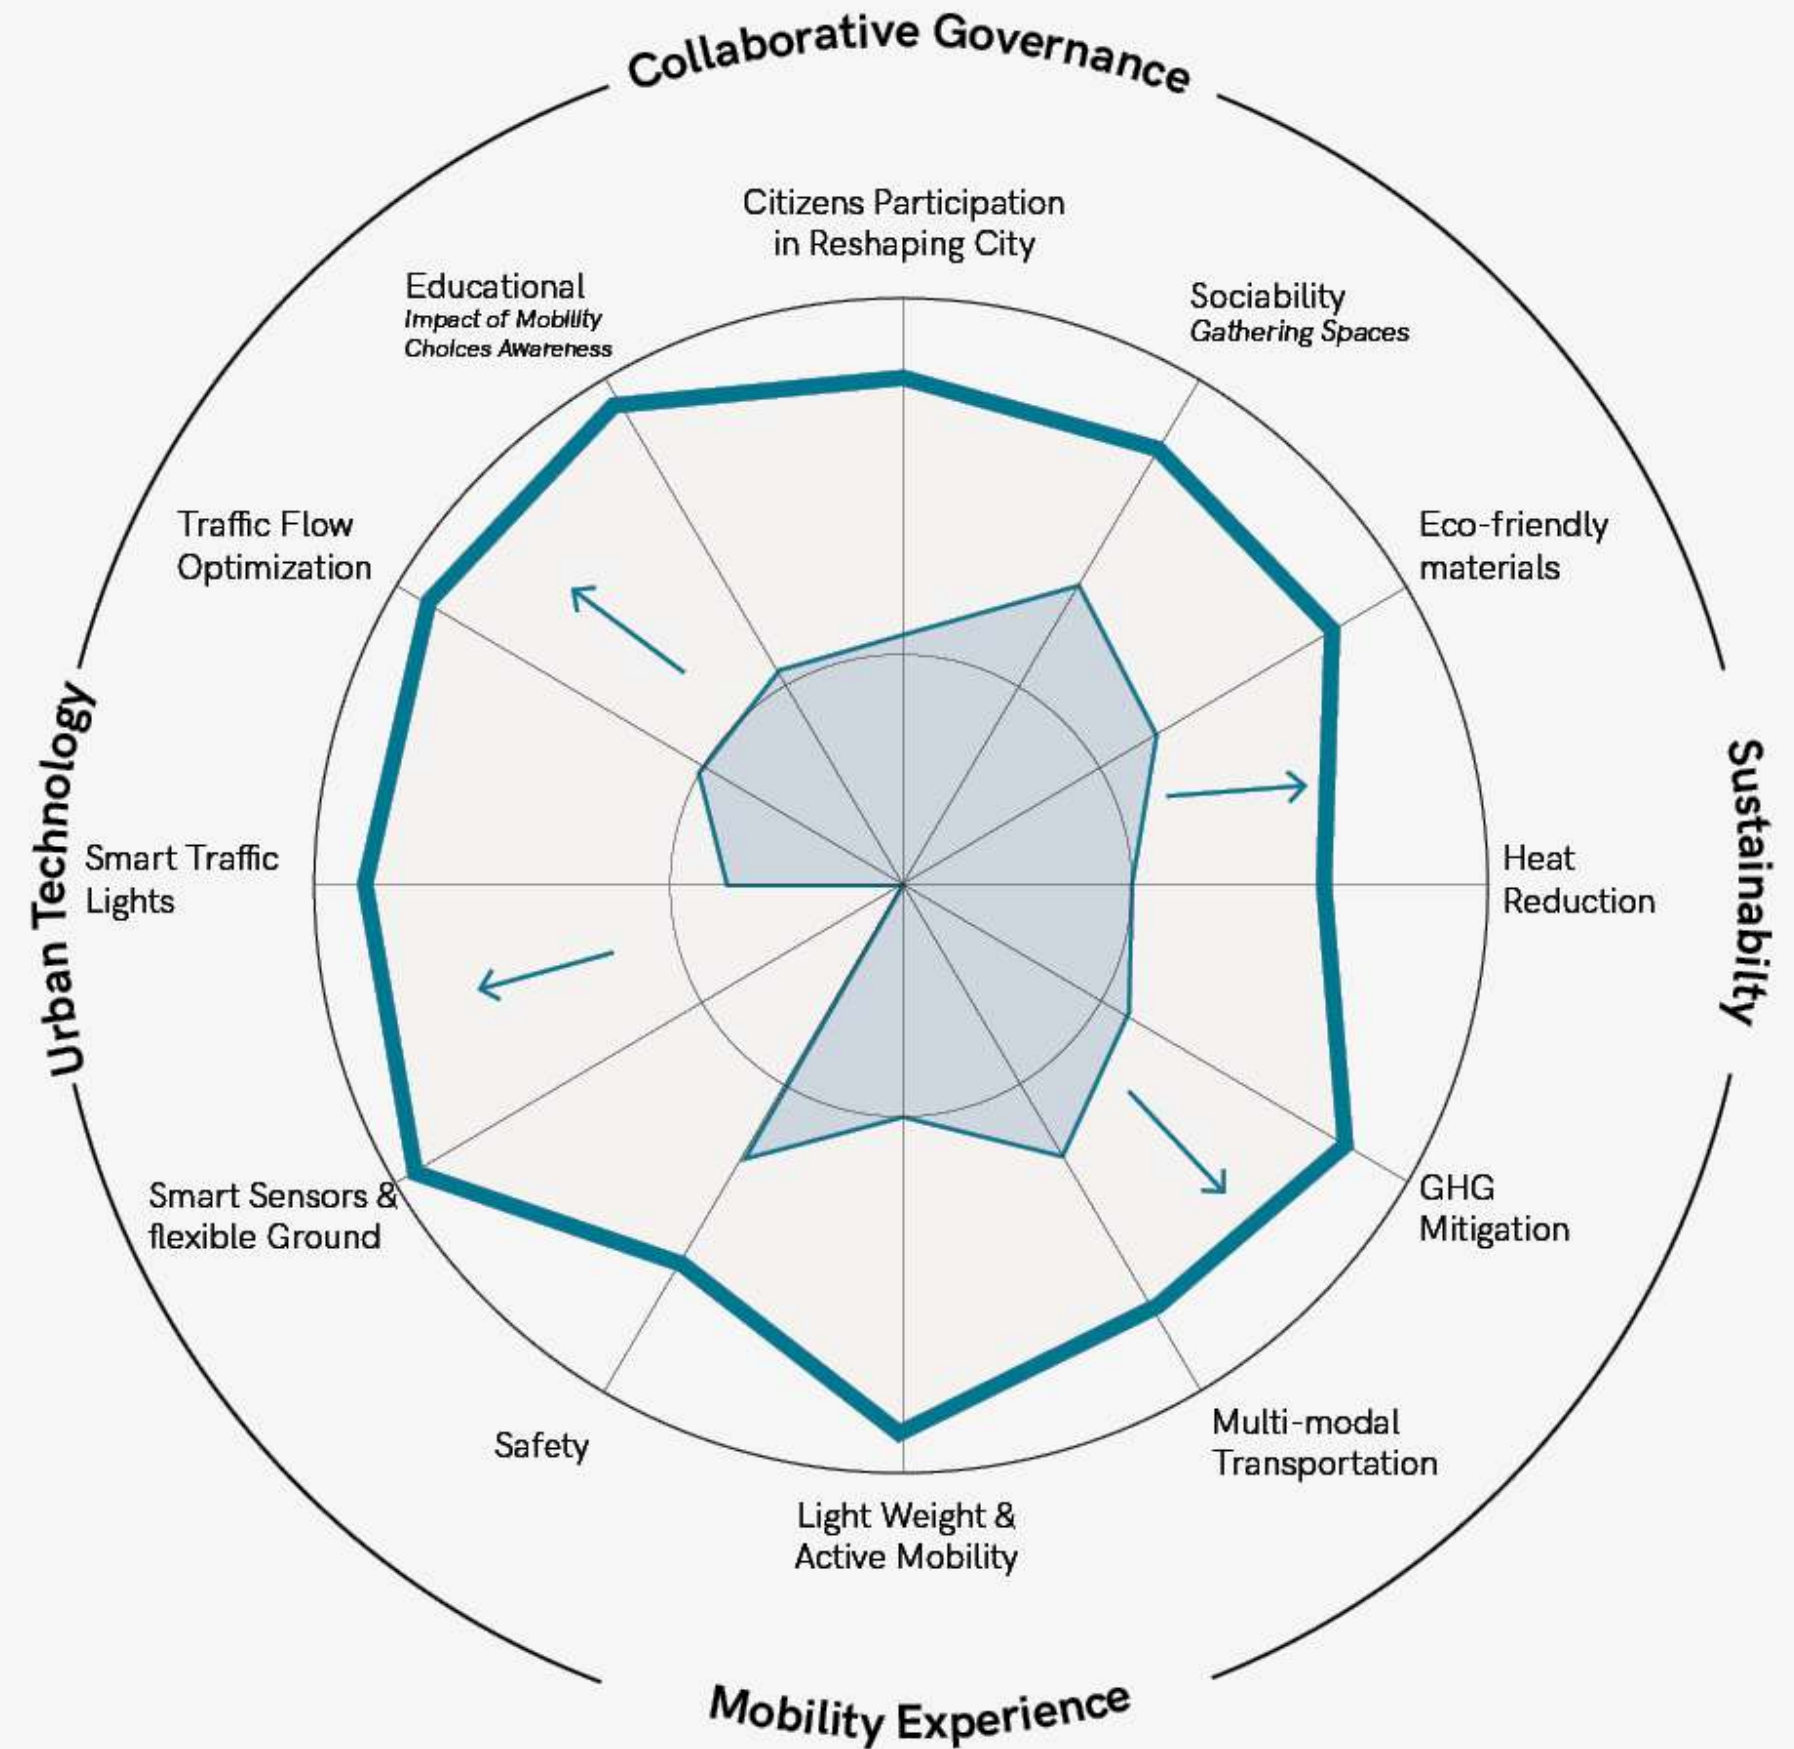 Collaborative Governance
Citizens Participation
in Reshaping City
Educational
Impact of Mobility
Choices Awareness
Sociability
Gathering Spaces
Traffic Flow
Optimization
Eco-friendly
materials
Urban Technology
Smart Traffic
Lights
Heat
Reduction
Sustainability
Smart Sensors &
flexible Ground
GHG
Mitigation
Safety
Multi-modal
Transportation
Light Weight &
Active Mobility
Mobility Experience